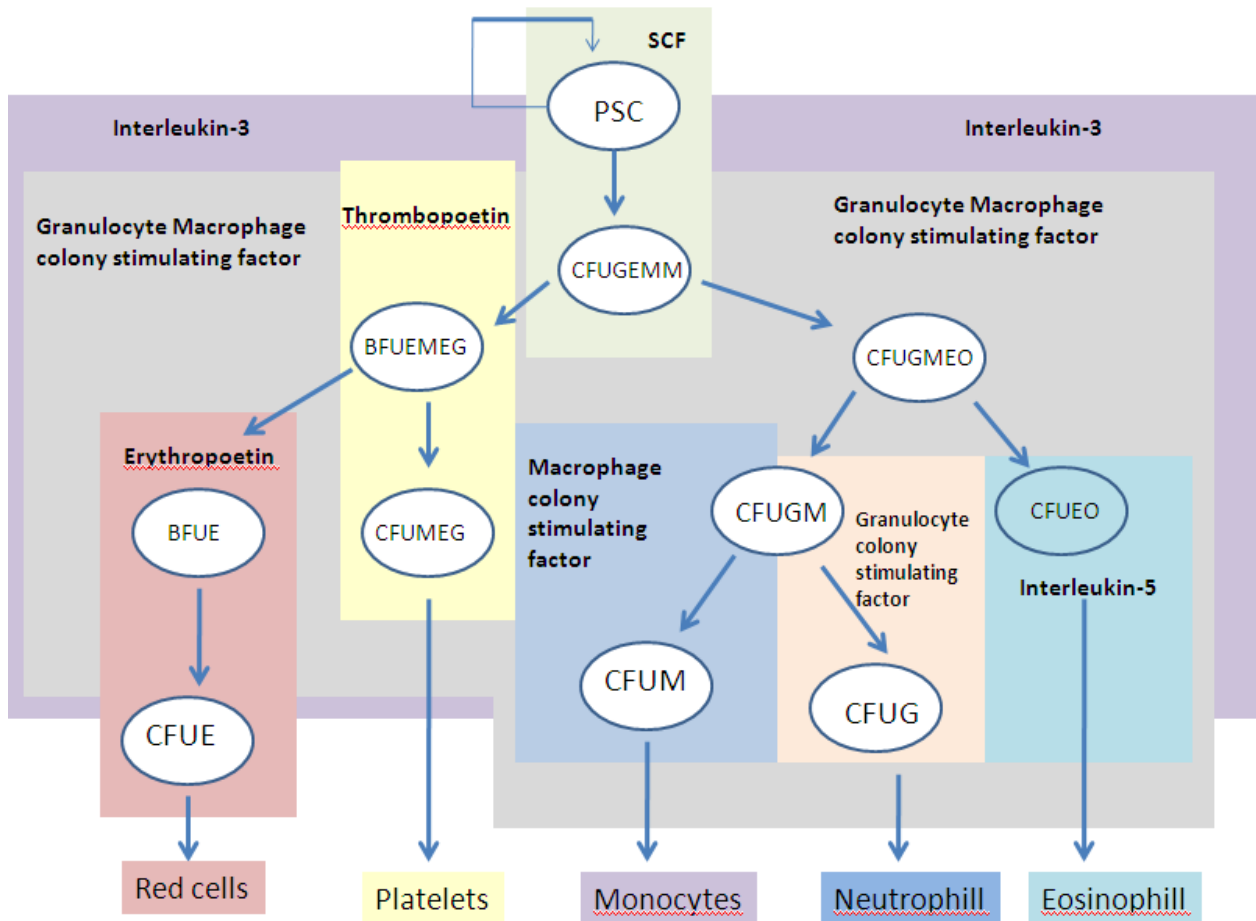 SCF
PSC
Interleukin-3
Interleukin-3
Granulocyte Macrophage
colony stimulating factor
Thrombopoetin
Granulocyte Macrophage
colony stimulating factor
CFUGEMM
BFUEMEG
CFUGMEO
Erythropoetin
BFUE
CFUMEG
Macrophage
colony
stimulating
factor
CFUGM
Granulocyte
colony
stimulating
factor
CFUEO
Interleukin-5
CFUE
CFUM
CFUG
Red cells
Platelets
Monocytes
Neutrophill
Eosinophill